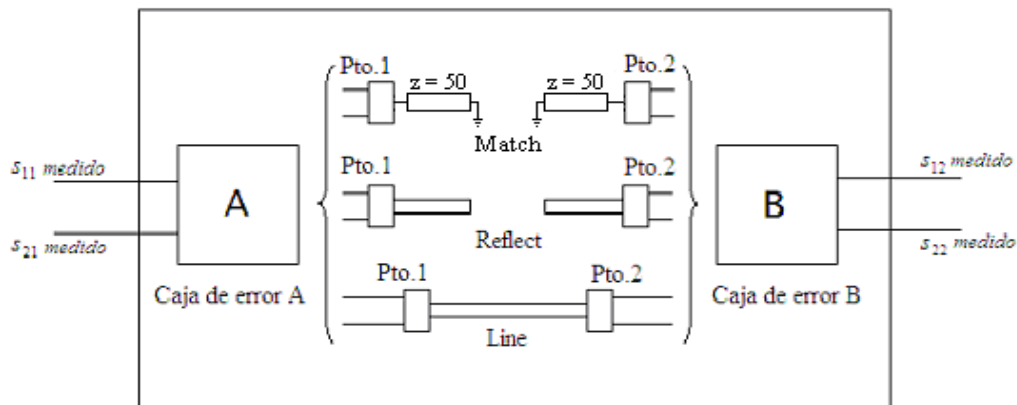 Pto.1
Pto.2
z = 50
z = 50
Match
s11 medido
s21 medido
A
Caja de error A
Pto.1
Pto.2
Reflect
Pto.1
Pto.2
Line
B
Caja de error B
s12 medido
s22 medido